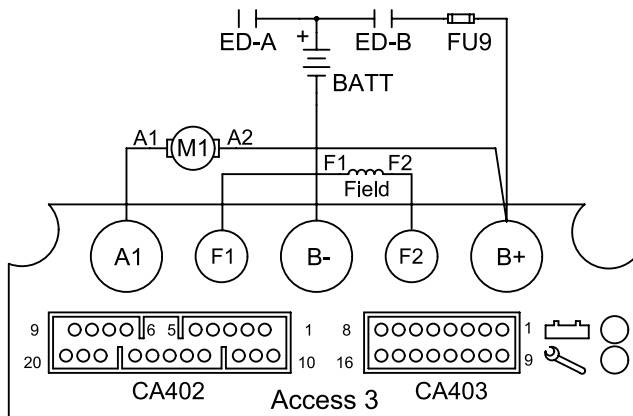 ED-A + ED-B FU9
BATT
A1 M1 A2
F1 F2
Field
A1 F1 B- F2 B+
9 6 5 1 8 1
20 10 16 9
CA402 CA403
Access 3